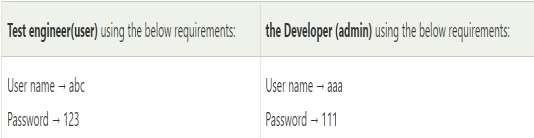 Test engineer(user) using the below requirements:
the Developer (admin) using the below requirements:
User name → abc
User name → aaa
Password → 123
Password → 111